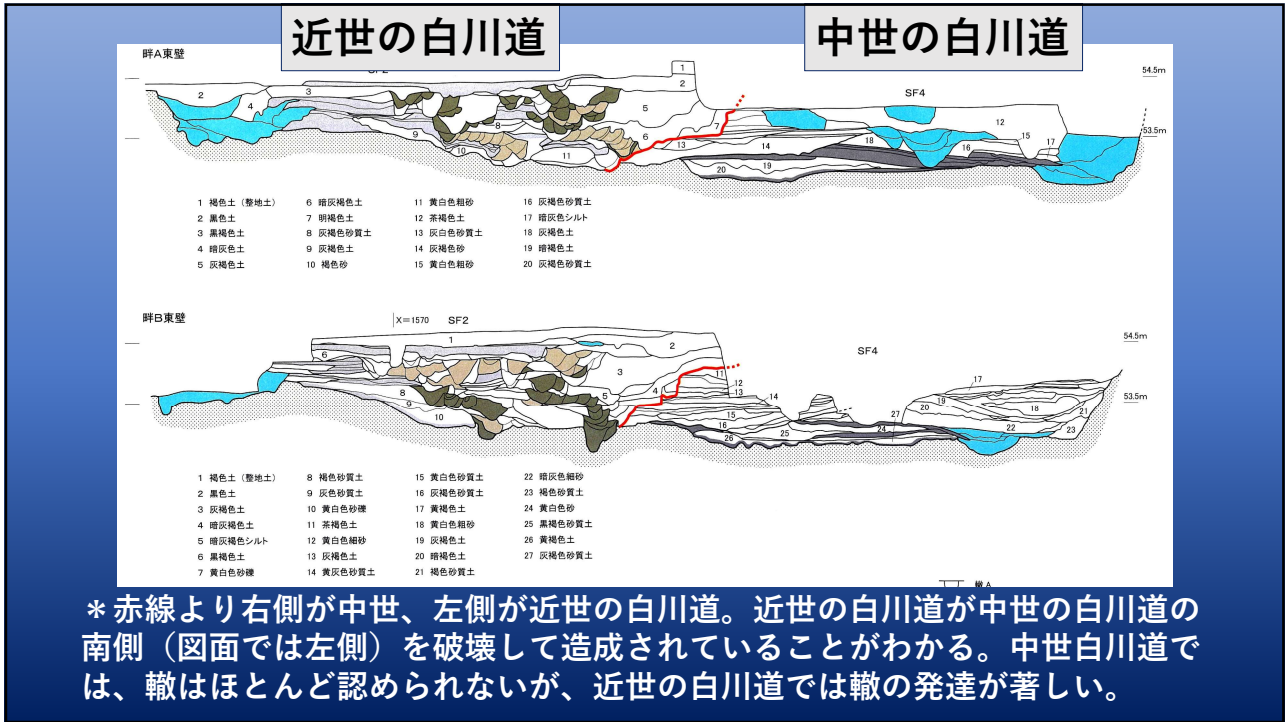 近世の白川道
中世の白川道
畔A東壁
SF2
54.5m
SF4
53.5m
1 褐色土（整地土）
2 黒色土
3 黒褐色土
4 暗灰色土
5 灰褐色土
6 暗灰褐色土
7 明褐色土
8 灰褐色砂質土
9 灰褐色土
10 褐色砂
11 黄白色粗砂
12 茶褐色土
13 灰白色砂質土
14 灰褐色砂
15 黄白色粗砂
16 灰褐色砂質土
17 暗灰色シルト
18 灰褐色土
19 暗褐色土
20 灰褐色砂質土
畔B東壁
X=1570
SF2
54.5m
SF4
53.5m
1 褐色土（整地土）
2 黒色土
3 灰褐色土
4 暗灰褐色土
5 暗灰褐色シルト
6 黒褐色土
7 黄白色砂礫
8 褐色砂質土
9 灰色砂質土
10 黄白色砂礫
11 茶褐色土
12 黄白色細砂
13 灰褐色土
14 黄灰色砂質土
15 黄白色砂質土
16 灰褐色砂質土
17 黄褐色土
18 黄白色粗砂
19 灰褐色土
20 暗褐色土
21 褐色砂質土
22 暗灰色細砂
23 褐色砂質土
24 黄白色砂
25 黒褐色砂質土
26 黄褐色土
27 灰褐色砂質土
＊赤線より右側が中世、左側が近世の白川道。近世の白川道が中世の白川道の
南側（図面では左側）を破壊して造成されていることがわかる。中世白川道で
は、轍はほとんど認められないが、近世の白川道では轍の発達が著しい。